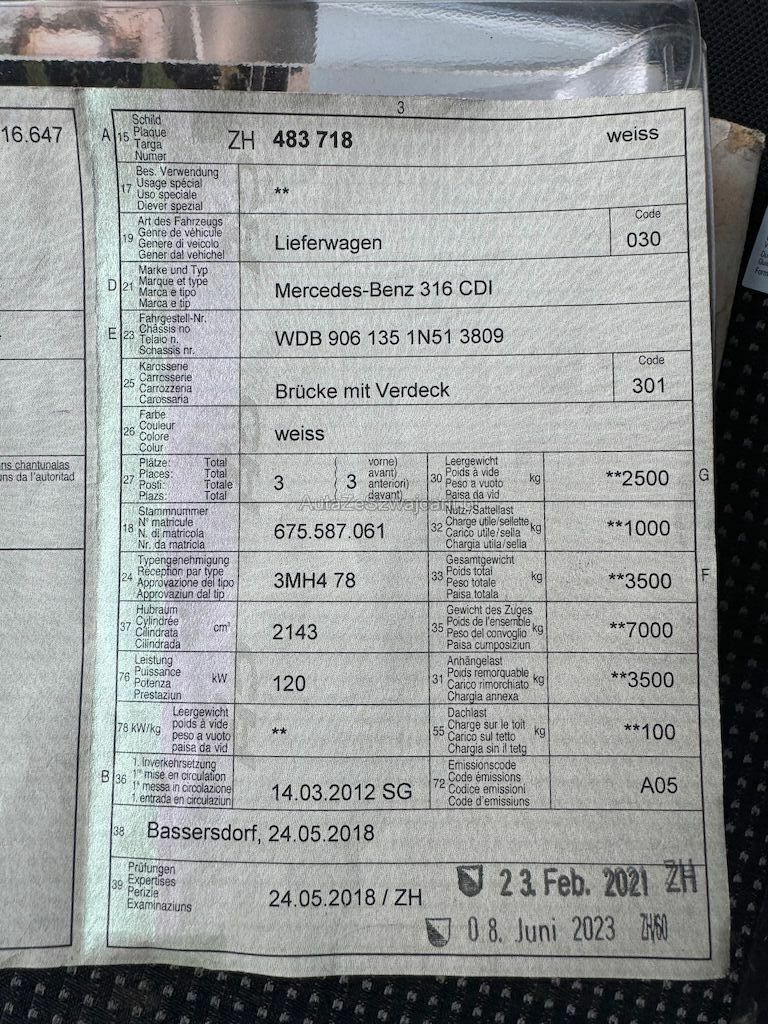 3
16.647
A 15 Schild
Plaque
Targa
Numer
ZH 483 718 weiss
17 Bes. Verwendung
Usage spécial
Uso speciale
Diever spezial
**
19 Art des Fahrzeugs
Genre de véhicule
Genere di veicolo
Gener dal vehichel
Lieferwagen
Code
030
D 21 Marke und Typ
Marque et type
Marca e tipo
Marca e tip
Mercedes-Benz 316 CDI
E 23 Fahrgestell-Nr.
Châssis no
Telaio n.
Schassis nr.
WDB 906 135 1N51 3809
25 Karosserie
Carrosserie
Carrozzeria
Carossaria
Brücke mit Verdeck
Code
301
26 Farbe
Couleur
Colore
Colur
weiss
ns chantunalas
ns da l'autoritad
27 Plätze: Total
Places: Total
Posti: Totale
Plazs: Total
3 ( 3 vorne)
avant)
anteriori)
davant)
30 Leergewicht
Poids à vide
Peso a vuoto
Paisa da vid
kg
**2500 G
18 Stammnummer
N° matricule
N. di matricola
Nr. da matricla
675.587.061
32 Nutz-/Sattellast
Charge utile/sellette
Carico utile/sella
Chargia utila/sella
kg
**1000
24 Typengenehmigung
Réception par type
Approvazione del tipo
Approvaziun dal tip
3MH4 78
33 Gesamtgewicht
Poids total
Peso totale
Paisa totala
kg
**3500 F
37 Hubraum
Cylindrée
Cilindrata
Cilindrada
cm³
2143
35 Gewicht des Zuges
Poids de l'ensemble
Peso del convoglio
Paisa cumposiziun
kg
**7000
76 Leistung
Puissance
Potenza
Prestaziun
kW
120
31 Anhängelast
Poids remorquable
Carico rimorchiato
Chargia annexa
kg
**3500
78 kW/kg Leergewicht
poids à vide
peso a vuoto
paisa da vid
**
55 Dachlast
Charge sur le toit
Carico sul tetto
Chargia sin il tetg
kg
**100
B 36 1. Inverkehrsetzung
1re mise en circulation
1a messa in circolazione
1. entrada en circulaziun
14.03.2012 SG
72 Emissionscode
Code émissions
Codice emissioni
Code d'emissiuns
A05
38 Bassersdorf, 24.05.2018
39 Prüfungen
Expertises
Perizie
Examinaziuns
24.05.2018 / ZH
23. Feb. 2021 ZH
08. Juni 2023 ZH/60